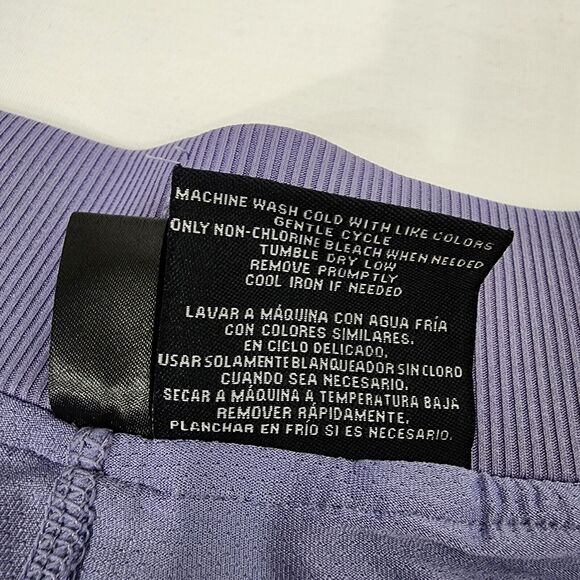 MACHINE WASH COLD WITH LIKE COLORS
GENTLE CYCLE
ONLY NON-CHLORINE BLEACH WHEN NEEDED
TUMBLE DRY LOW
REMOVE PROMPTLY
COOL IRON IF NEEDED
LAVAR A MÁQUINA CON AGUA FRÍA
CON COLORES SIMILARES.
EN CICLO DELICADO.
USAR SOLAMENTE BLANQUEADOR SIN CLORO
CUANDO SEA NECESARIO.
SECAR A MÁQUINA A TEMPERATURA BAJA
REMOVER RÁPIDAMENTE.
PLANCHAR EN FRÍO SI ES NECESARIO.